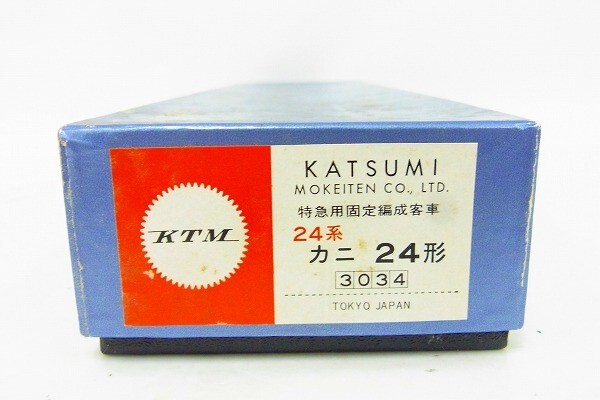 KTM
KATSUMI
MOKEITEN CO., LTD.
特急用固定編成客車
24系
カニ 24形
3034
TOKYO JAPAN